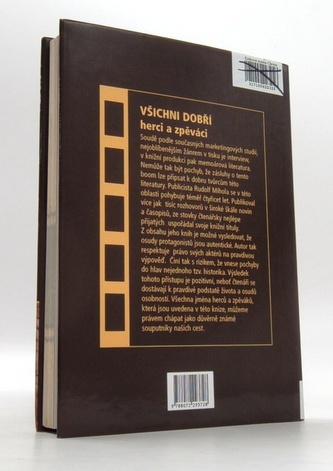 VŠICHNI DOBŘÍ
herci a zpěváci
Soudě podle současných marketingových studií,
nejoblíbenějším žánrem v tisku je interview,
v knižní produkci pak memoárová literatura.
Nemůže tak být pochyb, že zásluhy o tento
boom lze připsat k dobru tvůrcům této
literatury. Publicista Rudolf Mihola se v této
oblasti pohybuje téměř čtyřicet let. Publikoval
více jak tisíc rozhovorů v široké škále novin
a časopisů, ze stovky čtenářsky nejlépe
přijatých uspořádal svoje knižní tituly.
Z obsahu jeho knih je možné vysledovat, že
osudy protagonistů jsou autentické. Autor tak
respektuje právo svých aktérů na pravdivou
výpověď. Činí tak s rizikem, že vnese pochyby
do hlav nejednoho tzv. historika. Výsledek
tohoto přístupu je pozitivní, neboť čtenáři se
dostávají k pravdivé podstatě života a osudů
osobností. Všechna jména herců a zpěváků,
která jsou uvedena v této knize, můžeme
právem chápat jako důvěrně známé
souputníky našich cest.